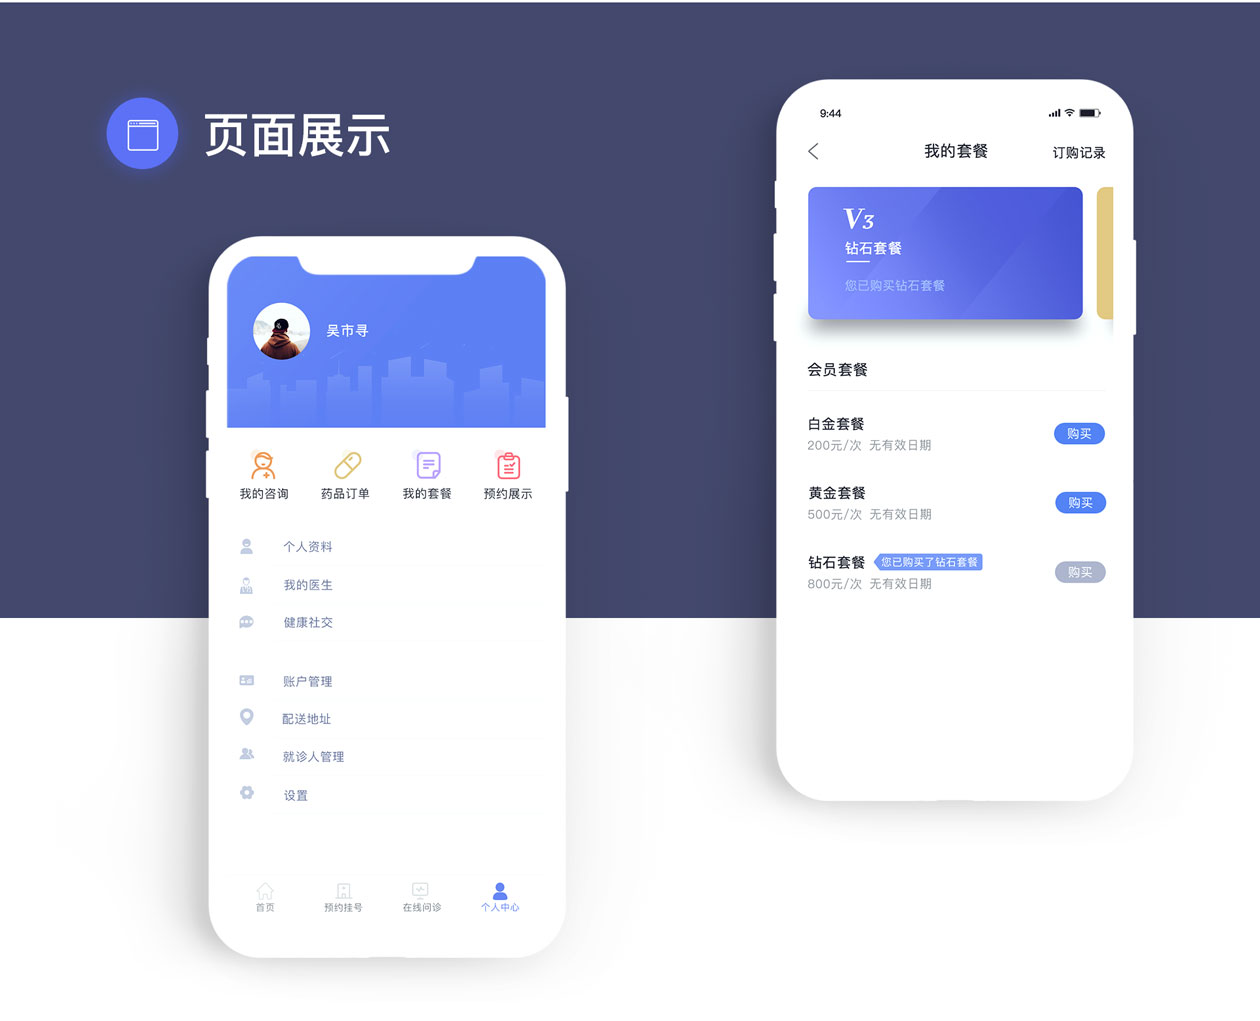 页面展示
吴市寻
我的咨询
药品订单
我的套餐
预约展示
个人资料
我的医生
健康社交
账户管理
配送地址
就诊人管理
设置
首页
预约挂号
在线问诊
个人中心
9:44
我的套餐
订购记录
V3
钻石套餐
您已购买钻石套餐
会员套餐
白金套餐
200元/次 无有效日期
购买
黄金套餐
500元/次 无有效日期
购买
钻石套餐
您已购买了钻石套餐
800元/次 无有效日期
购买